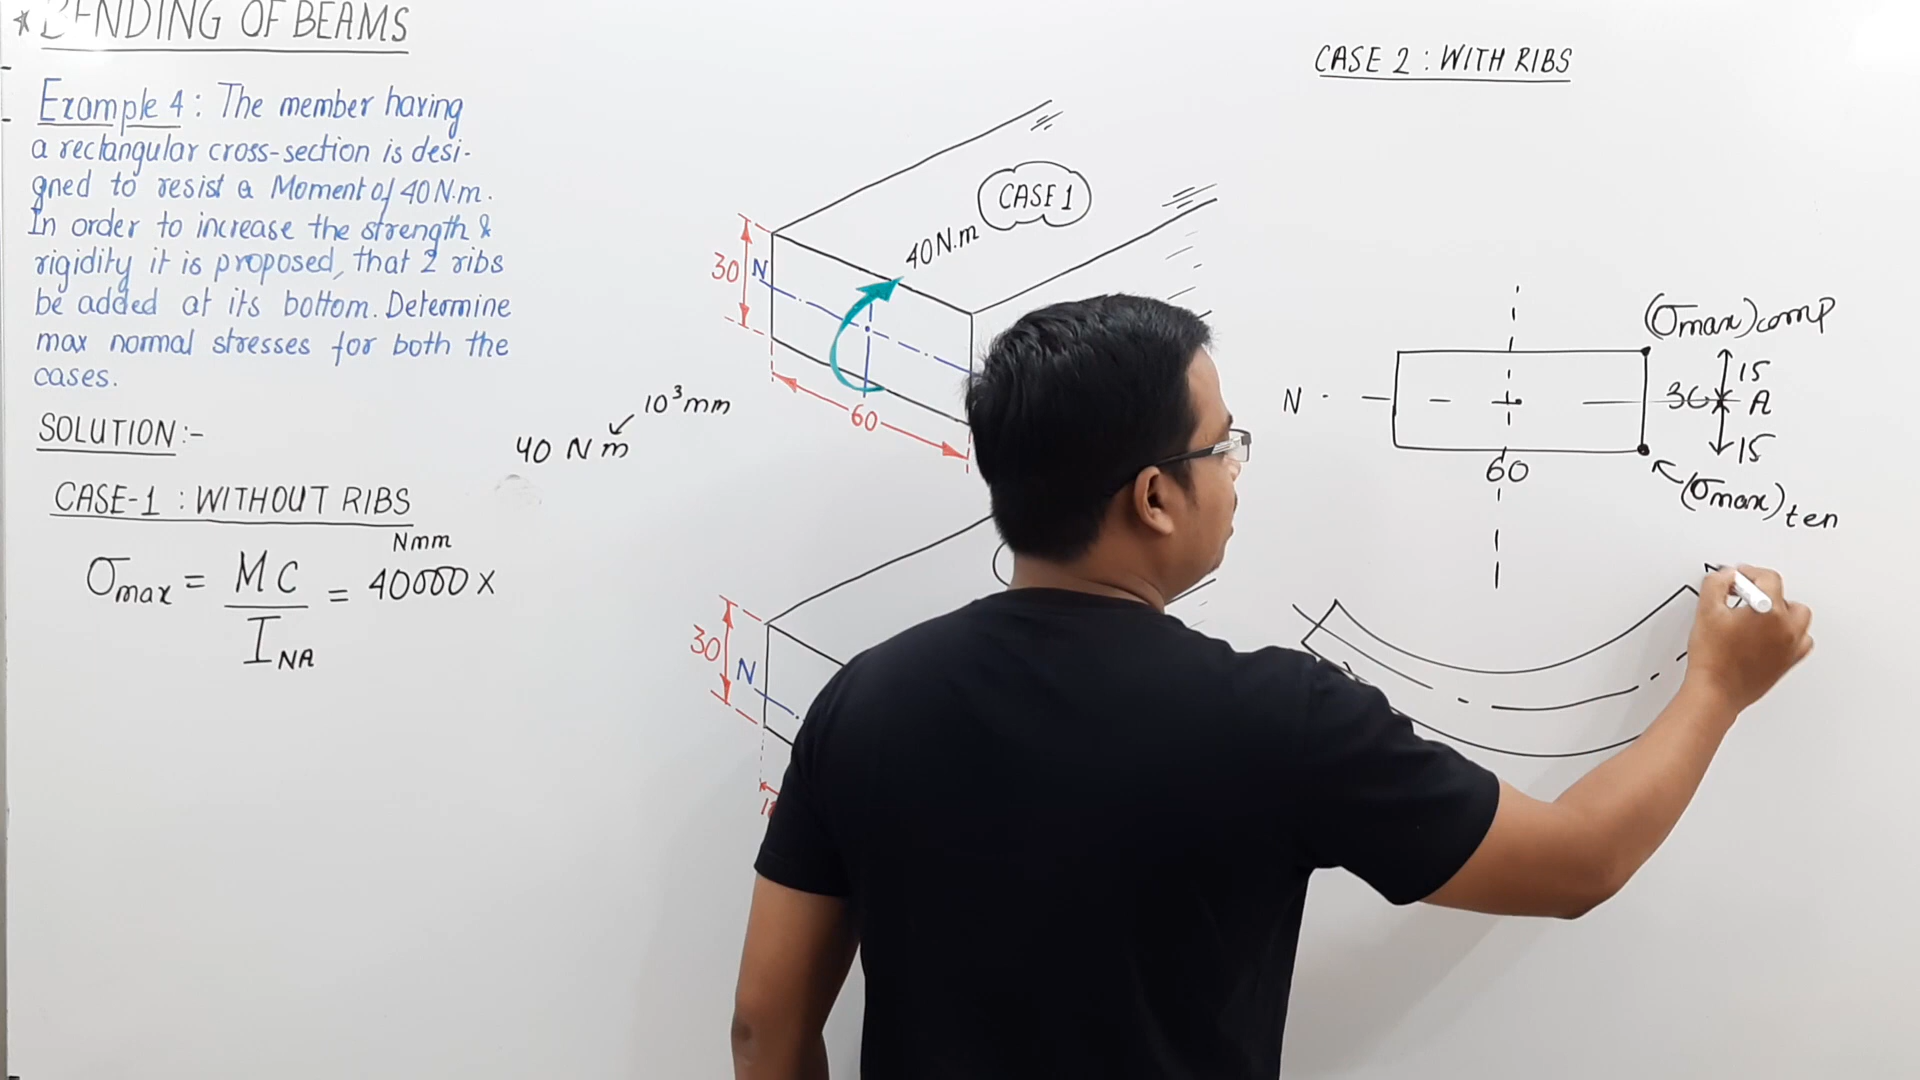 * BENDING OF BEAMS
Example 4 : The member having
a rectangular cross-section is desi-
gned to resist a Moment of 40 N.m.
In order to increase the strength &
rigidity it is proposed, that 2 ribs
be added at its bottom. Determine
max normal stresses for both the
cases.
SOLUTION :-
CASE-1 : WITHOUT RIBS
σmax = MC / INA = 40000 x
Nmm
40 N m
10³mm
CASE 1
40 N.m
30
N
60
30
N
CASE 2 : WITH RIBS
(σmax)comp
15
N
30
A
15
60
(σmax)ten